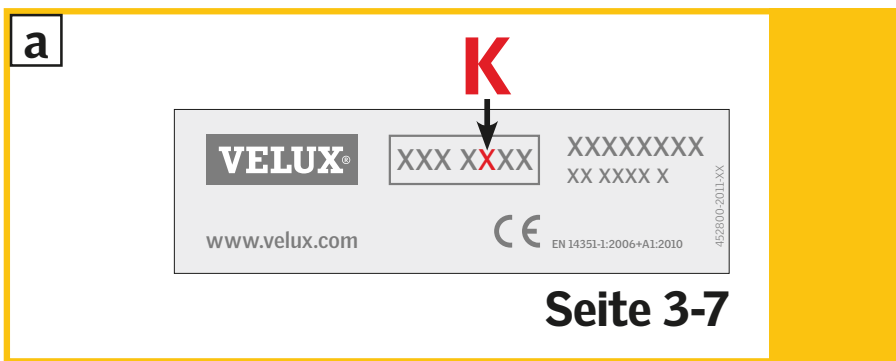 a
K
VELUX®
XXX XXXX
XXXXXXXX
XX XXXX X
www.velux.com
CE
EN 14351-1:2006+A1:2010
452800-2011-XX
Seite 3-7